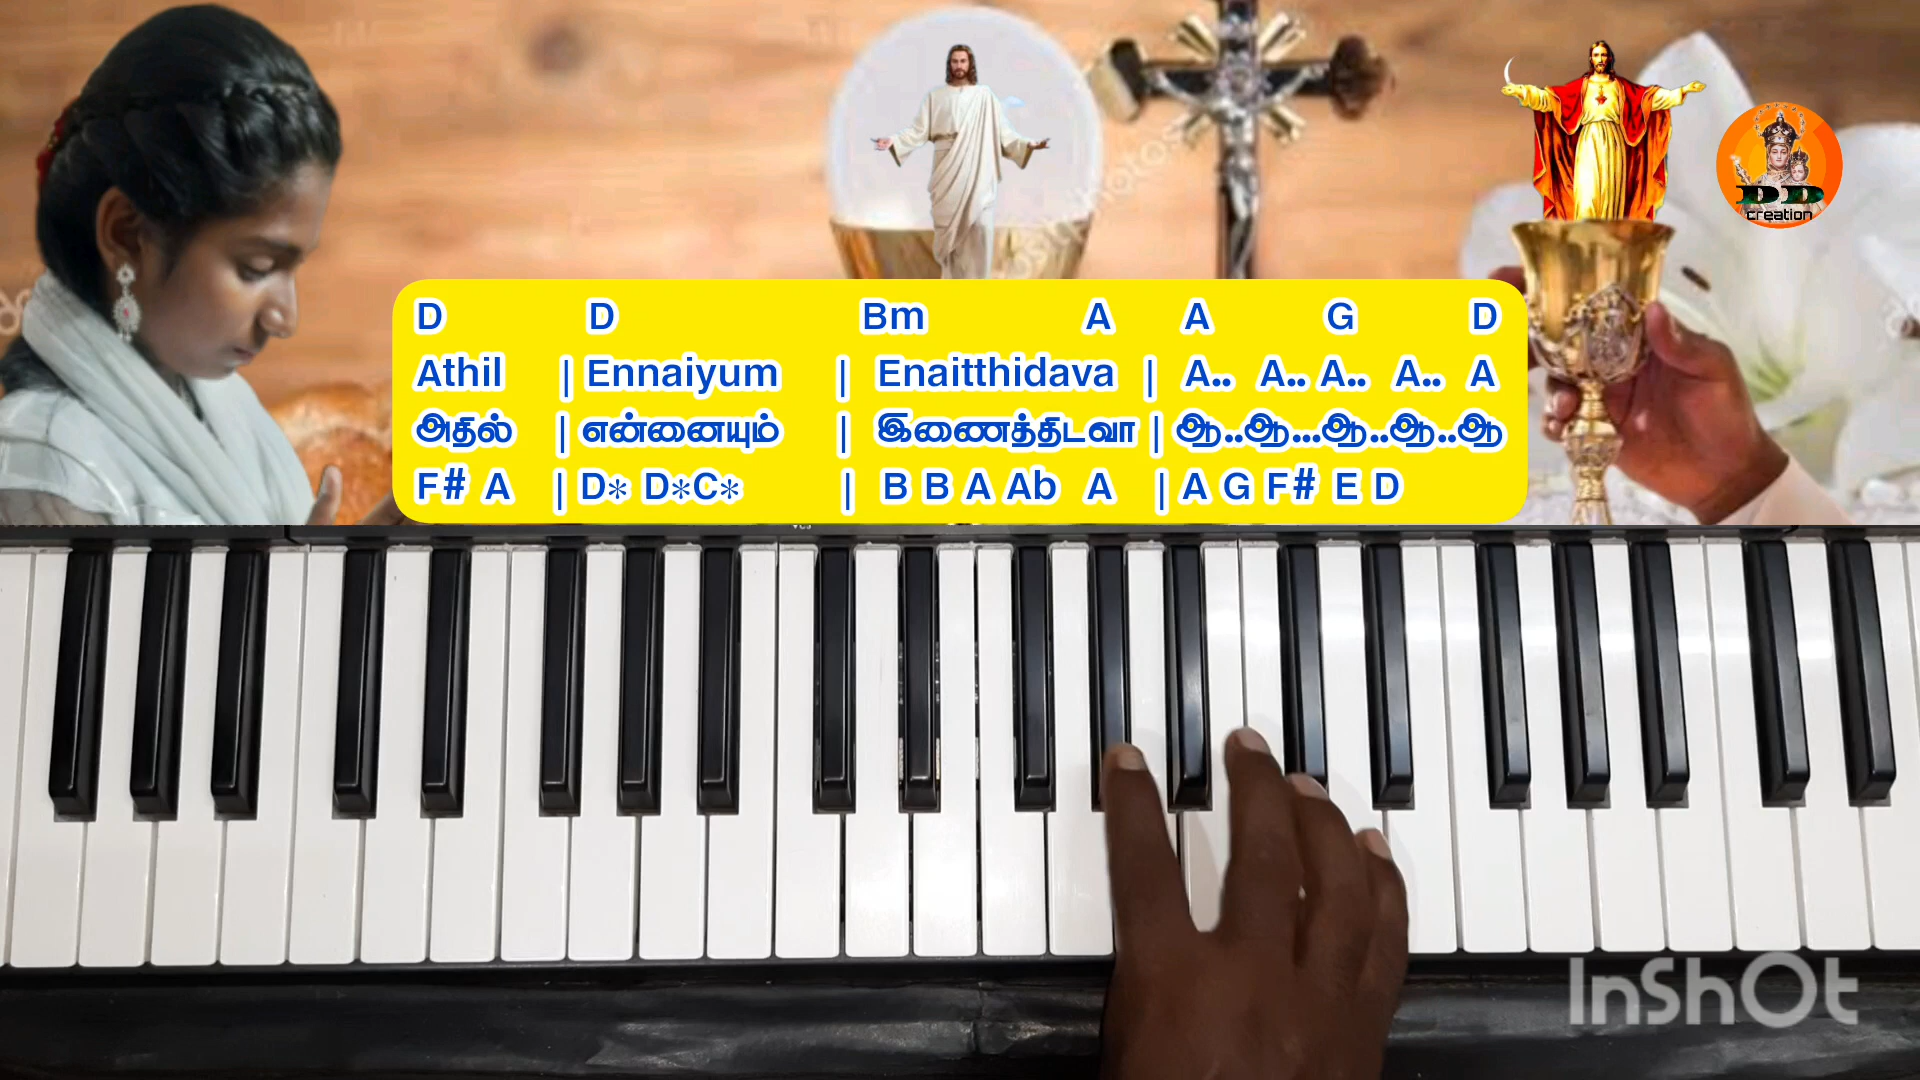 DD
creation
D D Bm A A G D
Athil | Ennaiyum | Enaitthidava | A.. A.. A.. A.. A
அதில் | என்னையும் | இணைத்திடவா | ஆ..ஆ...ஆ..ஆ..ஆ
F# A | D* D*C* | B B A Ab A | A G F# E D
InShOt